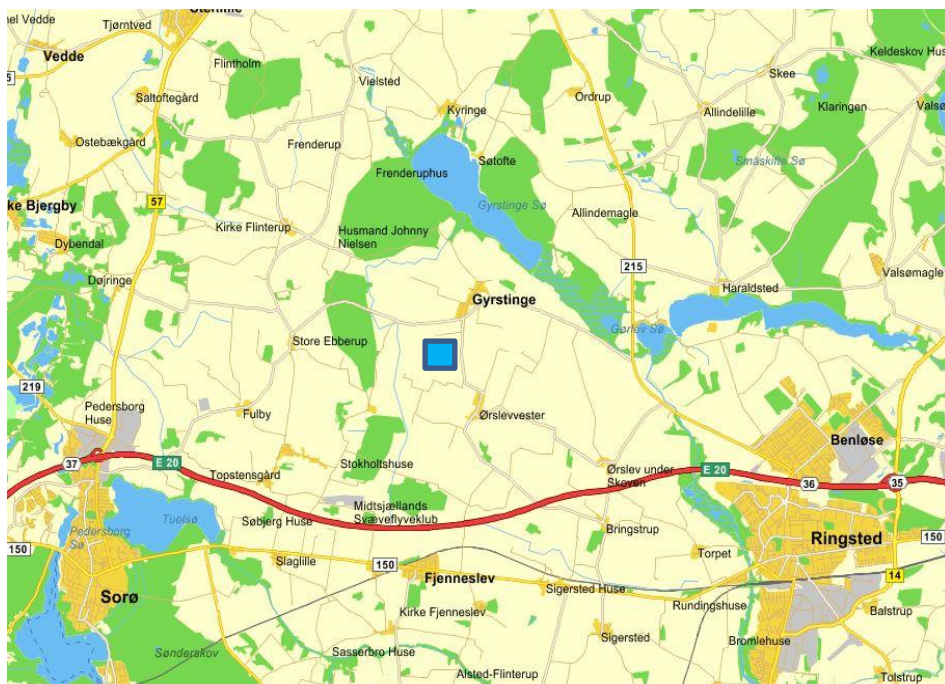 Vedde
Tjørntved
Flintholm
Vielsted
Kyringe
Ordrup
Skee
Keldeskov Hus
Allindelille
Klaringen
Saltoftegård
Ostebækgård
Frenderup
Frenderuphus
Søtofte
Småskifte Sø
57
Gyrstinge Sø
Allindemagle
Kirke Flinterup
Husmand Johnny
Nielsen
ke Bjergby
Dybendal
Døjringe
215
Valsømagle
Haraldsted
Gyrstinge
Gørlev Sø
Store Ebberup
219
Pedersborg
Huse
Fulby
Ørslevvester
Benløse
37
E 20
Topstensgård
Stokholtshuse
Ørslev under
Skoven
E 20
36
35
Midtsjællands
Svæveflyveklub
Søbjerg Huse
Tuelsø
Pedersborg
Sø
Bringstrup
Ringsted
150
150
150
Slaglille
Fjenneslev
Torpet
14
Sorø
Sigersted Huse
Rundingshuse
Kirke Fjenneslev
Balstrup
Sigersted
Bromlehuse
Sønderskov
Sasserbro Huse
Alsted-Flinterup
Tolstrup